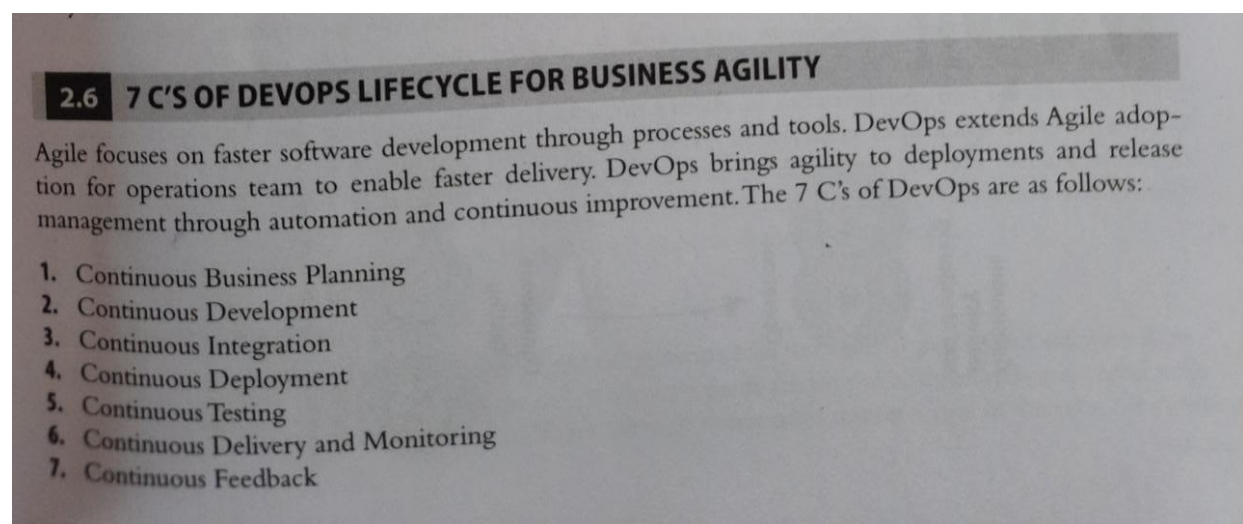 2.6 7 C'S OF DEVOPS LIFECYCLE FOR BUSINESS AGILITY
Agile focuses on faster software development through processes and tools. DevOps extends Agile adop-
tion for operations team to enable faster delivery. DevOps brings agility to deployments and release
management through automation and continuous improvement. The 7 C's of DevOps are as follows:
1. Continuous Business Planning
2. Continuous Development
3. Continuous Integration
4. Continuous Deployment
5. Continuous Testing
6. Continuous Delivery and Monitoring
7. Continuous Feedback